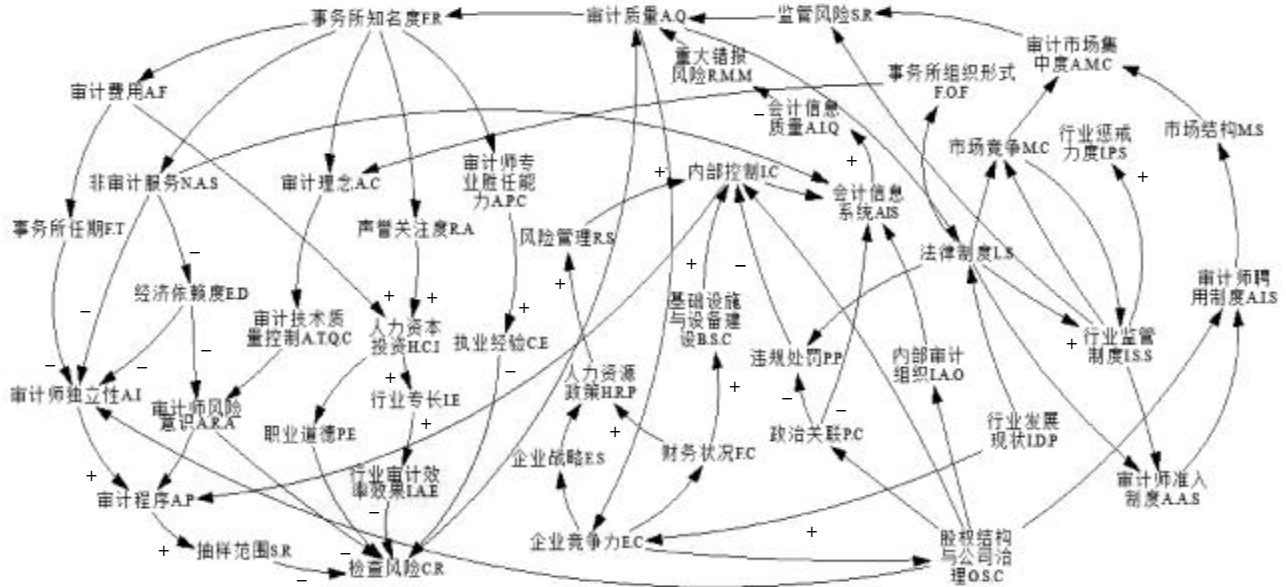 事务所知名度F.R
审计质量A.Q
监管风险S.R
审计市场集
中度A.M.C
重大错报
风险R.M.M
事务所组织形式
F.O.F
审计费用A.F
会计信息
质量A.I.Q
市场结构M.S
行业惩戒
力度I.P.S
市场竞争M.C
非审计服务N.A.S
审计理念A.C
审计师专
业胜任能
力A.P.C
内部控制I.C
会计信息
系统AIS
事务所任期F.T
声誉关注度R.A
风险管理R.S
法律制度L.S
审计师聘
用制度A.I.S
经济依赖度E.D
基础设施
与设备建
设B.S.C
审计技术质
量控制A.T.Q.C
人力资本
投资H.C.I
执业经验C.E
违规处罚P.P
内部审计
组织I.A.O
行业监管
制度I.S.S
审计师独立性A.I
审计师风险
意识A.R.A
行业专长I.E
人力资源
政策H.R.P
职业道德P.E
企业战略E.S
财务状况F.C
政治关联P.C
行业发展
现状I.D.P
审计程序A.P
行业审计效
率效果I.A.E
审计师准入
制度A.A.S
抽样范围S.R
检查风险C.R
企业竞争力E.C
股权结构
与公司治
理O.S.C